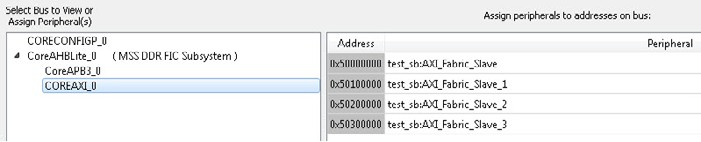 Select Bus to View or
Assign Peripheral(s)
CORECONFIGP_0
CoreAHBLite_0 ( MSS DDR FIC Subsystem )
CoreAPB3_0
COREAXI_0
Assign peripherals to addresses on bus:
Address Peripheral
0x50000000 test_sb:AXI_Fabric_Slave
0x50100000 test_sb:AXI_Fabric_Slave_1
0x50200000 test_sb:AXI_Fabric_Slave_2
0x50300000 test_sb:AXI_Fabric_Slave_3